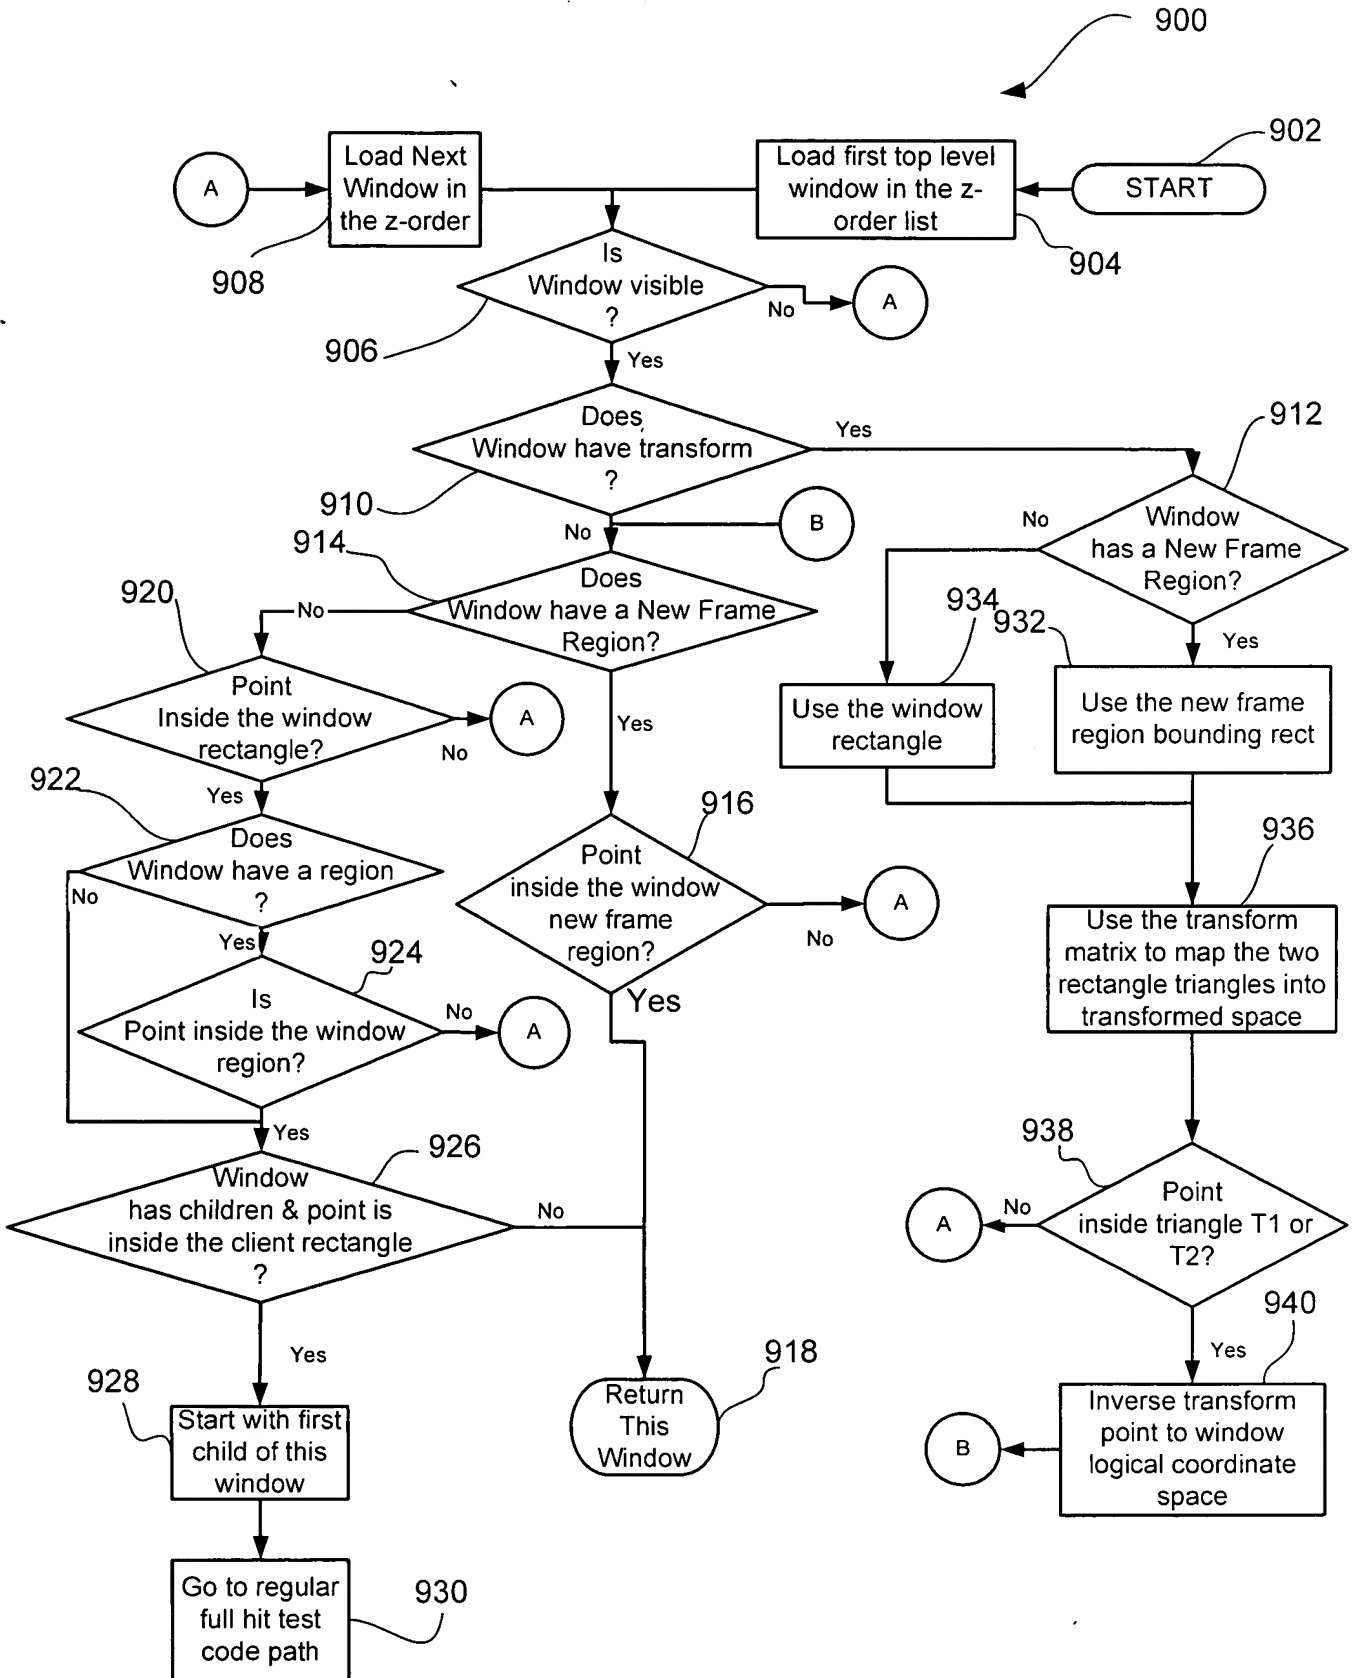 900
902
START
Load first top level
window in the z-
order list
904
A
Load Next
Window in
the z-order
908
Is
Window visible
?
906
No
A
Yes
Does
Window have transform
?
910
Yes
912
No
B
914
Window
has a New Frame
Region?
No
Yes
Does
Window have a New Frame
Region?
No
920
934
932
Use the window
rectangle
Use the new frame
region bounding rect
Point
Inside the window
rectangle?
No
A
Yes
Yes
922
Does
Window have a region
?
No
Yes
916
Point
inside the window
new frame
region?
No
A
Yes
936
Use the transform
matrix to map the two
rectangle triangles into
transformed space
924
Is
Point inside the window
region?
No
A
Yes
926
Window
has children & point is
inside the client rectangle
?
No
Yes
938
Point
inside triangle T1 or
T2?
No
A
Yes
940
Inverse transform
point to window
logical coordinate
space
B
918
Return
This
Window
928
Start with first
child of this
window
930
Go to regular
full hit test
code path